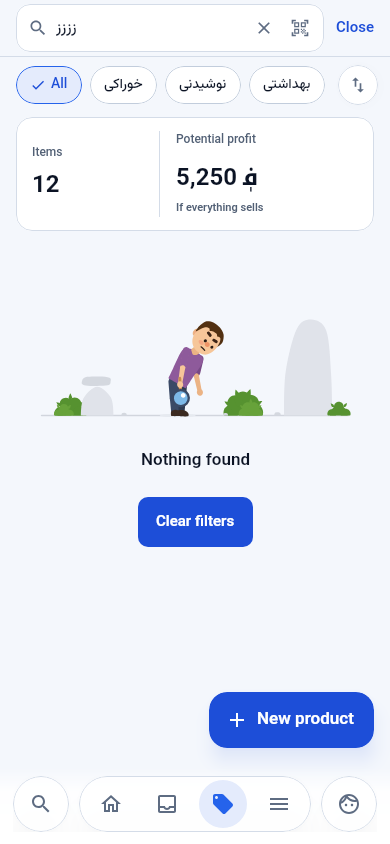 ززززز
Close
All
خوراکی
نوشیدنی
بهداشتی
Items
12
Potential profit
5,250 ؋
If everything sells
Nothing found
Clear filters
New product